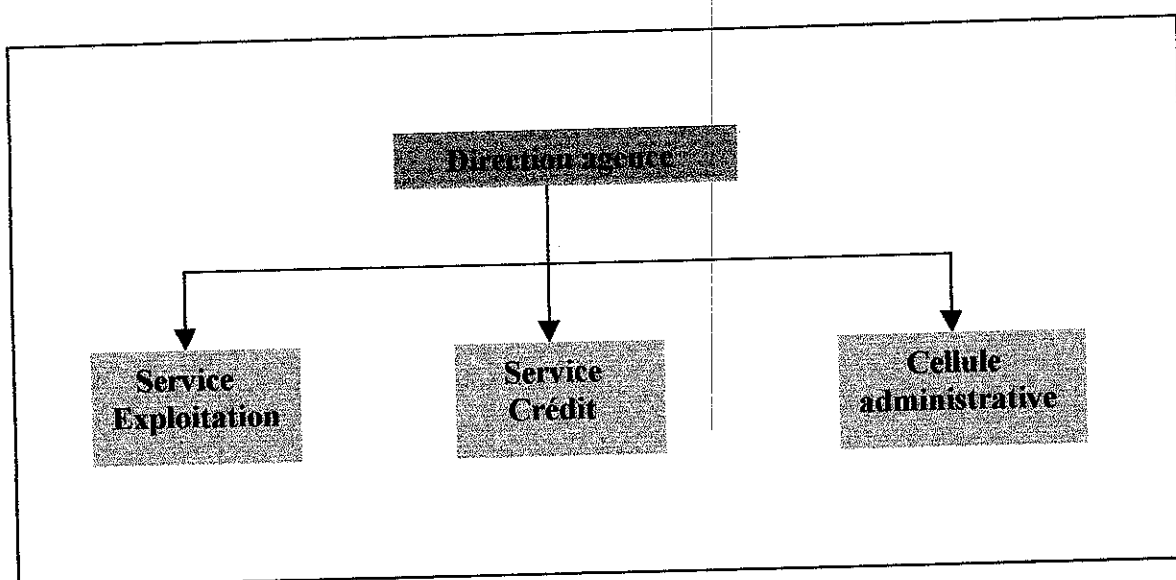 Direction agence
Service
Exploitation
Service
Crédit
Cellule
administrative